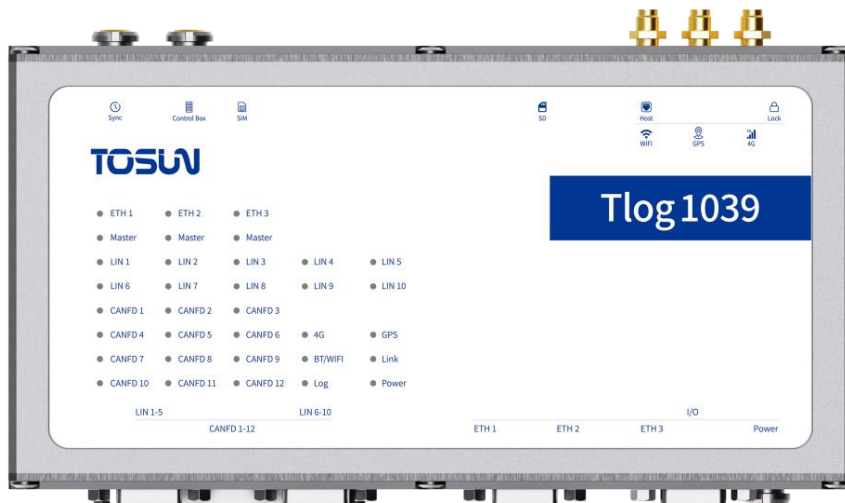 Sync Control Box SIM SD Host Lock
WIFI GPS 4G
TOSUN
Tlog 1039
ETH 1 ETH 2 ETH 3
Master Master Master
LIN 1 LIN 2 LIN 3 LIN 4 LIN 5
LIN 6 LIN 7 LIN 8 LIN 9 LIN 10
CANFD 1 CANFD 2 CANFD 3
CANFD 4 CANFD 5 CANFD 6 4G GPS
CANFD 7 CANFD 8 CANFD 9 BT/WIFI Link
CANFD 10 CANFD 11 CANFD 12 Log Power
LIN 1-5 LIN 6-10 I/O
CANFD 1-12 ETH 1 ETH 2 ETH 3 Power